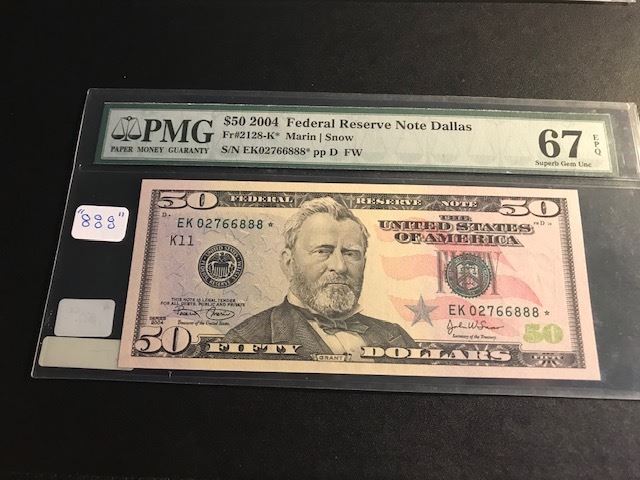 $50 2004 Federal Reserve Note Dallas
PMG
PAPER MONEY GUARANTY
Fr#2128-K* Marin | Snow
S/N EK02766888* pp D FW
67 EPQ
Superb Gem Unc
"888"
50 FEDERAL RESERVE NOTE 50
THE
UNITED STATES
OF AMERICA
EK 02766888 *
K11
THIS NOTE IS LEGAL TENDER
FOR ALL DEBTS, PUBLIC AND PRIVATE
EK 02766888 *
SERIES
2004
Treasurer of the United States
Secretary of the Treasury
50
50 FIFTY GRANT DOLLARS